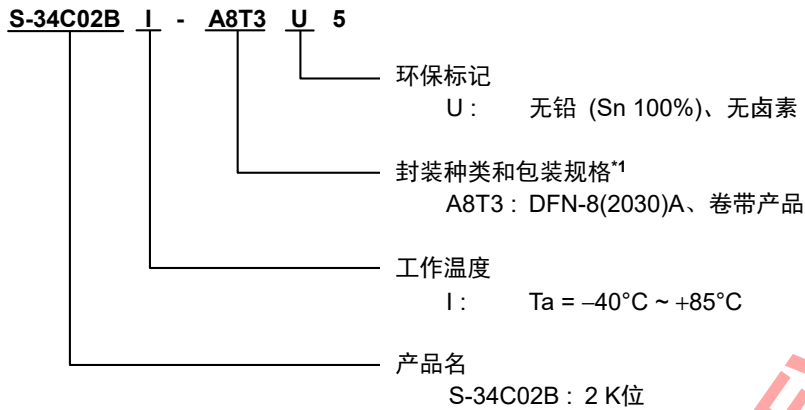 S-34C02B I - A8T3 U 5
环保标记
U : 无铅 (Sn 100%)、无卤素
封装种类和包装规格*1
A8T3 : DFN-8(2030)A、卷带产品
工作温度
I : Ta = −40°C ~ +85°C
产品名
S-34C02B : 2 K位